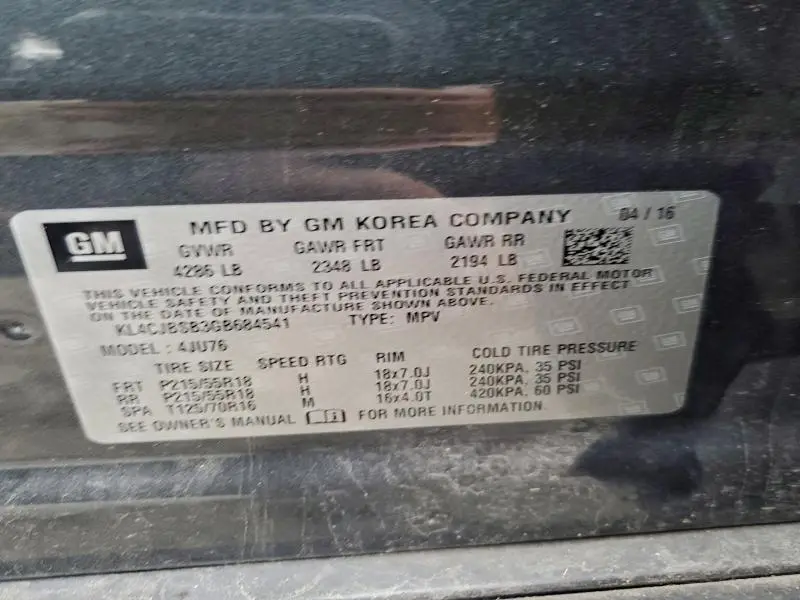 GM
MFD BY GM KOREA COMPANY 04 / 16
GVWR GAWR FRT GAWR RR
4286 LB 2348 LB 2194 LB
THIS VEHICLE CONFORMS TO ALL APPLICABLE U.S. FEDERAL MOTOR
VEHICLE SAFETY AND THEFT PREVENTION STANDARDS IN EFFECT
ON THE DATE OF MANUFACTURE SHOWN ABOVE.
KL4CJBSB3GB684541 TYPE: MPV
MODEL : 4JU76
TIRE SIZE SPEED RTG RIM COLD TIRE PRESSURE
FRT P215/55R18 H 18x7.0J 240KPA, 35 PSI
RR P215/55R18 H 18x7.0J 240KPA, 35 PSI
SPA T125/70R16 M 16x4.0T 420KPA, 60 PSI
SEE OWNER'S MANUAL FOR MORE INFORMATION.